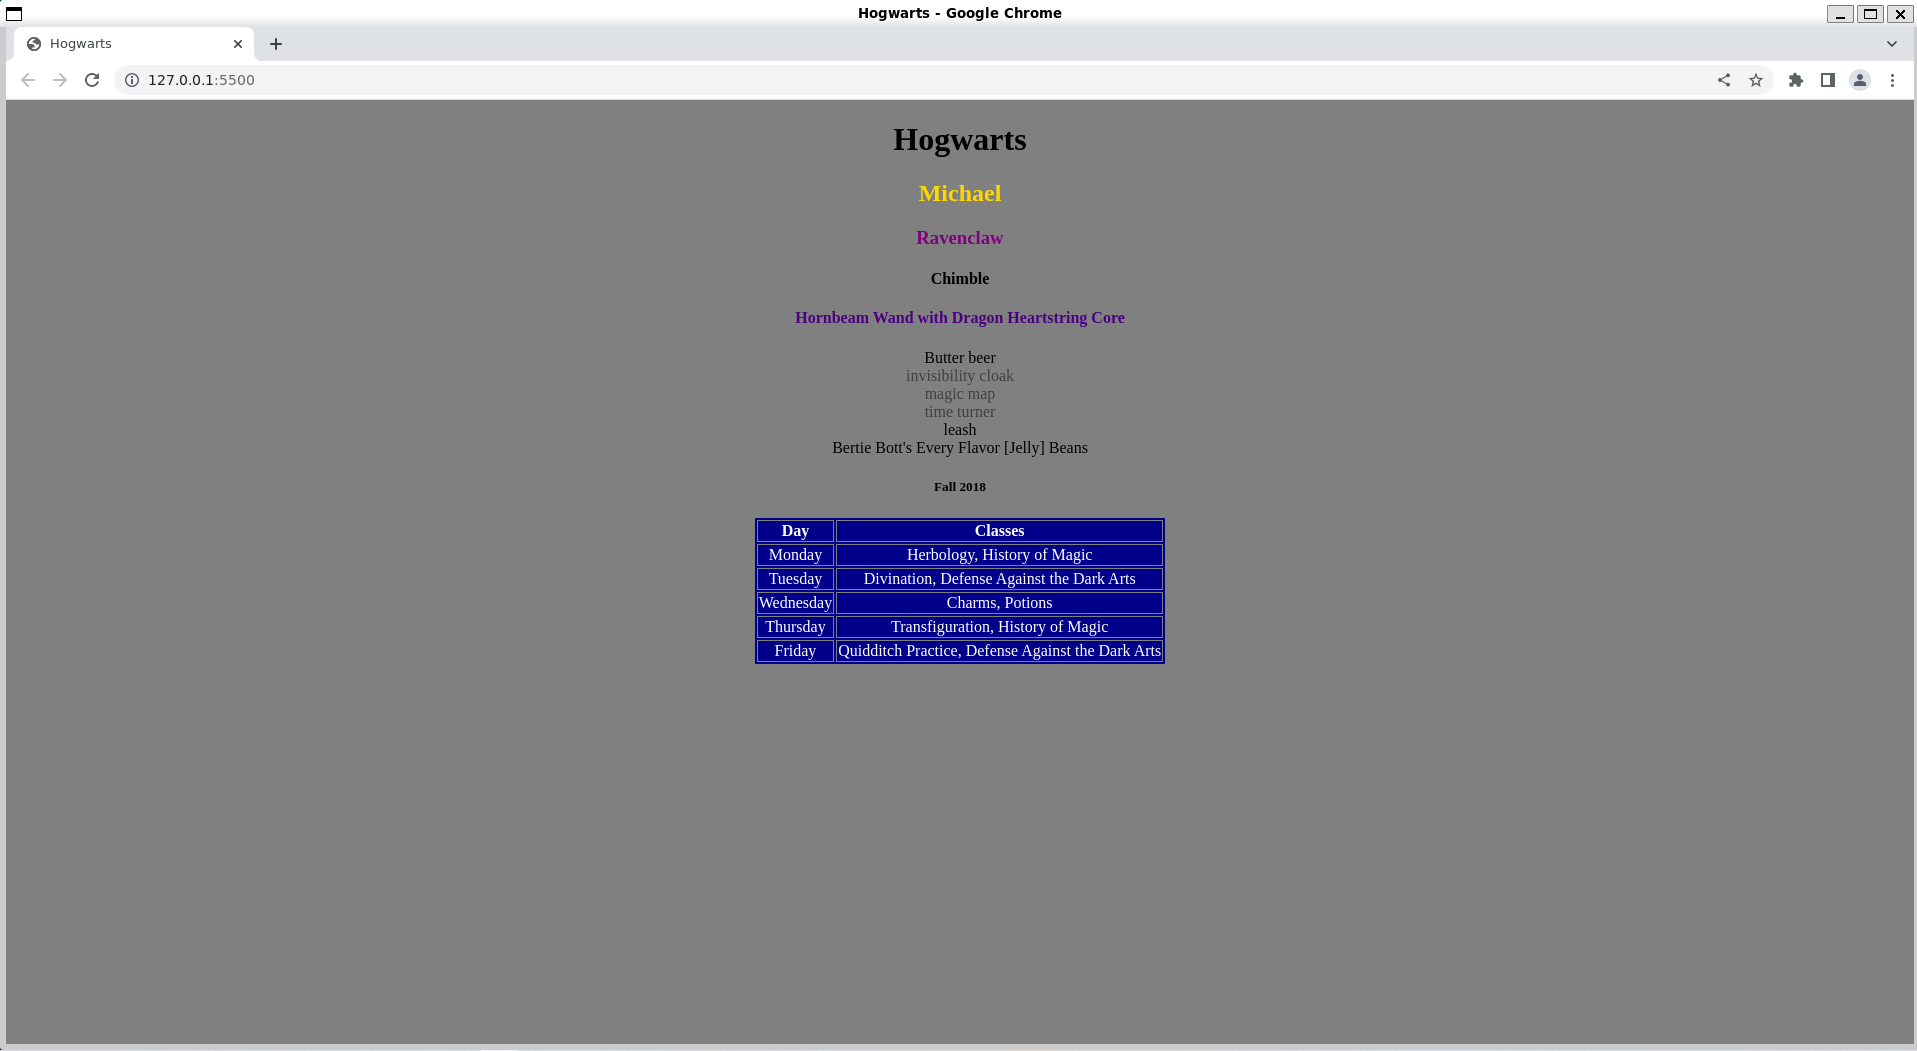 Hogwarts - Google Chrome
Hogwarts
127.0.0.1:5500
Hogwarts
Michael
Ravenclaw
Chimble
Hornbeam Wand with Dragon Heartstring Core
Butter beer
invisibility cloak
magic map
time turner
leash
Bertie Bott's Every Flavor [Jelly] Beans
Fall 2018
Day Classes
Monday Herbology, History of Magic
Tuesday Divination, Defense Against the Dark Arts
Wednesday Charms, Potions
Thursday Transfiguration, History of Magic
Friday Quidditch Practice, Defense Against the Dark Arts